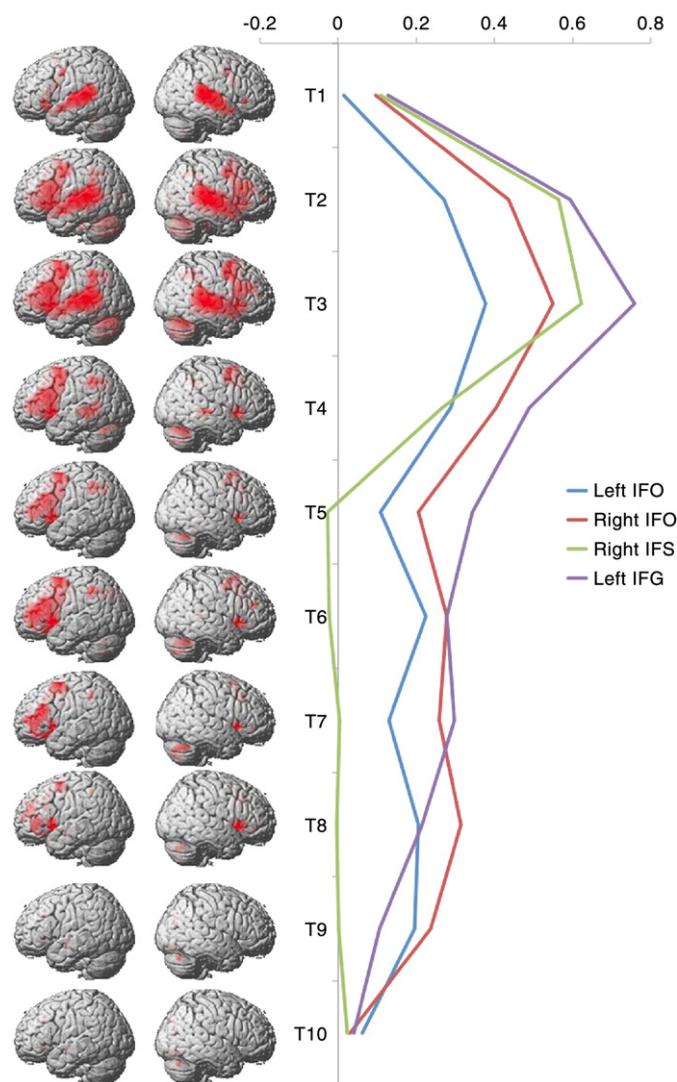 -0.2 0 0.2 0.4 0.6 0.8
T1
T2
T3
T4
T5
Left IFO
Right IFO
Right IFS
Left IFG
T6
T7
T8
T9
T10